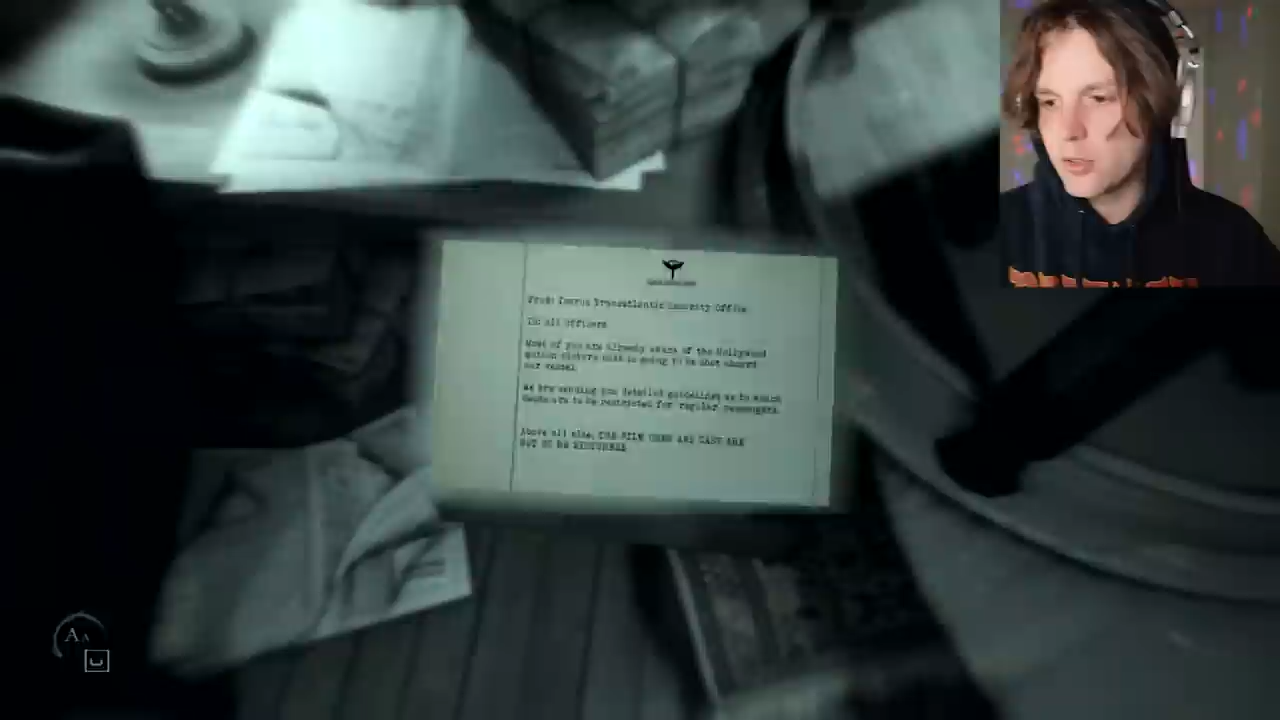 From: Icarus Transatlantic Security Office
To: all officers
Most of you are already aware of the Hollywood
motion picture that is going to be shot aboard
our vessel.
We are sending you detailed guidelines as to which
decks are to be restricted for regular passengers.
Above all else, THE FILM CREW AND CAST ARE
NOT TO BE DISTURBED
AA